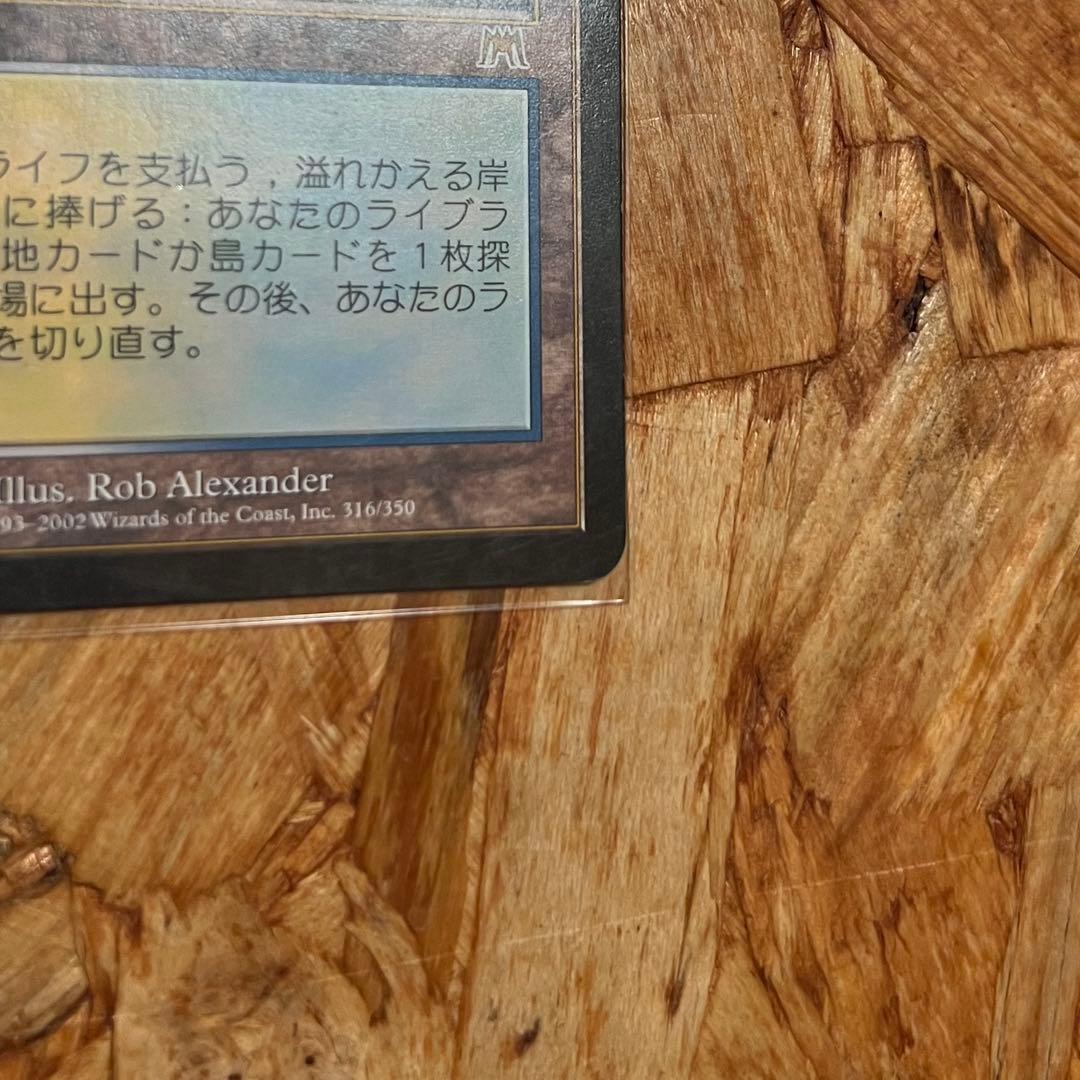 ライフを支払う , 溢れかえる岸
に捧げる：あなたのライブラ
地カードか島カードを１枚探
場に出す。その後、あなたのラ
を切り直す。
Illus. Rob Alexander
93–2002 Wizards of the Coast, Inc. 316/350